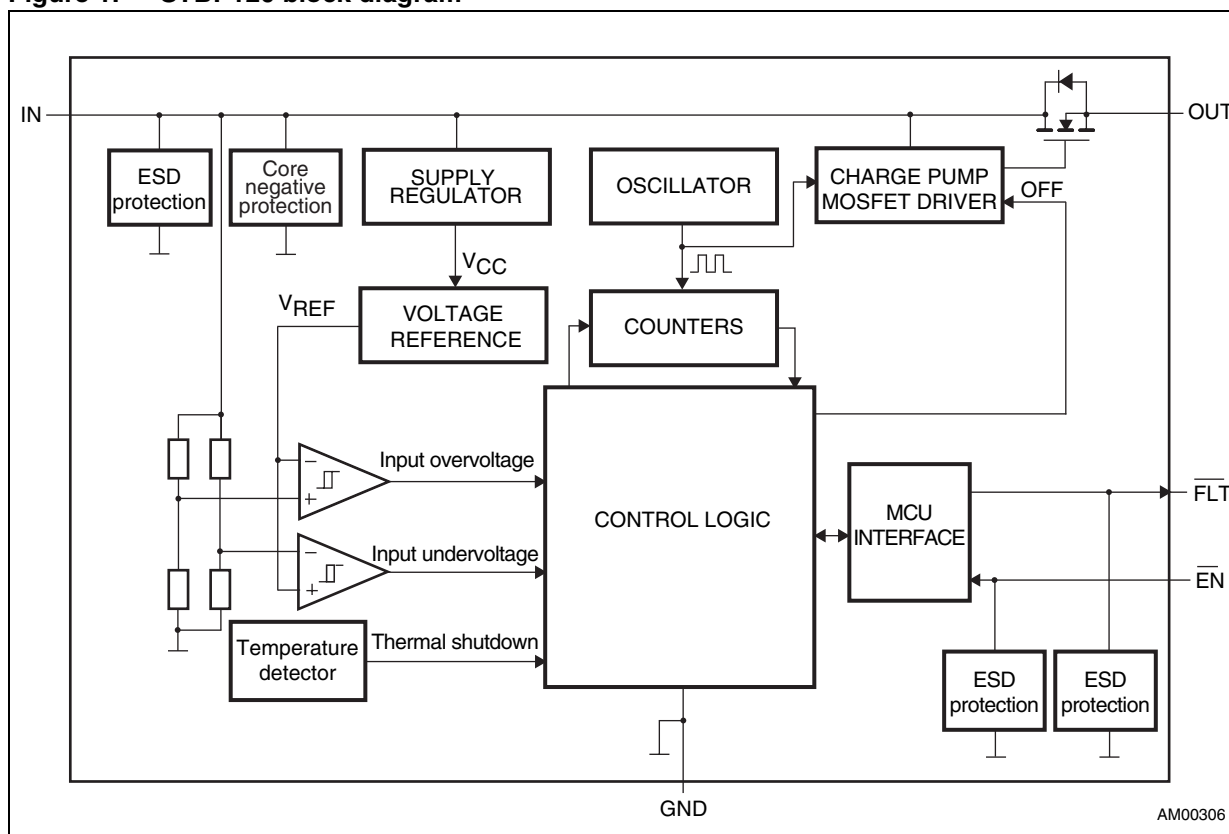 IN
OUT
ESD
protection
Core
negative
protection
SUPPLY
REGULATOR
OSCILLATOR
CHARGE PUMP
MOSFET DRIVER
OFF
VCC
VREF
VOLTAGE
REFERENCE
COUNTERS
Input overvoltage
Input undervoltage
CONTROL LOGIC
MCU
INTERFACE
FLT
EN
Temperature
detector
Thermal shutdown
ESD
protection
ESD
protection
GND
AM00306